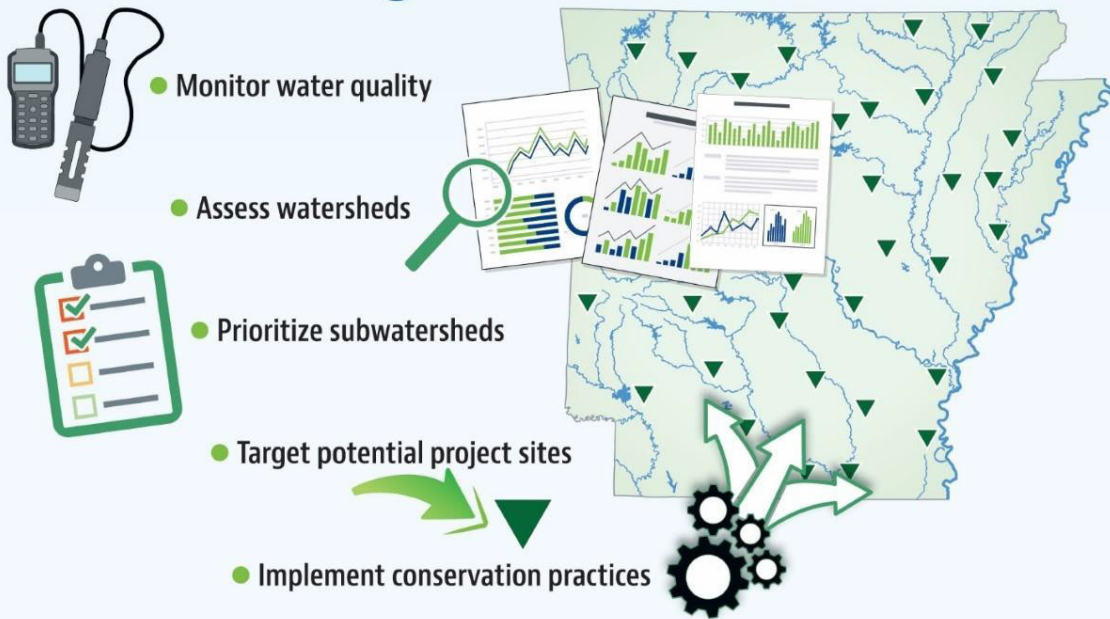 Monitor water quality
Assess watersheds
Prioritize subwatersheds
Target potential project sites
Implement conservation practices